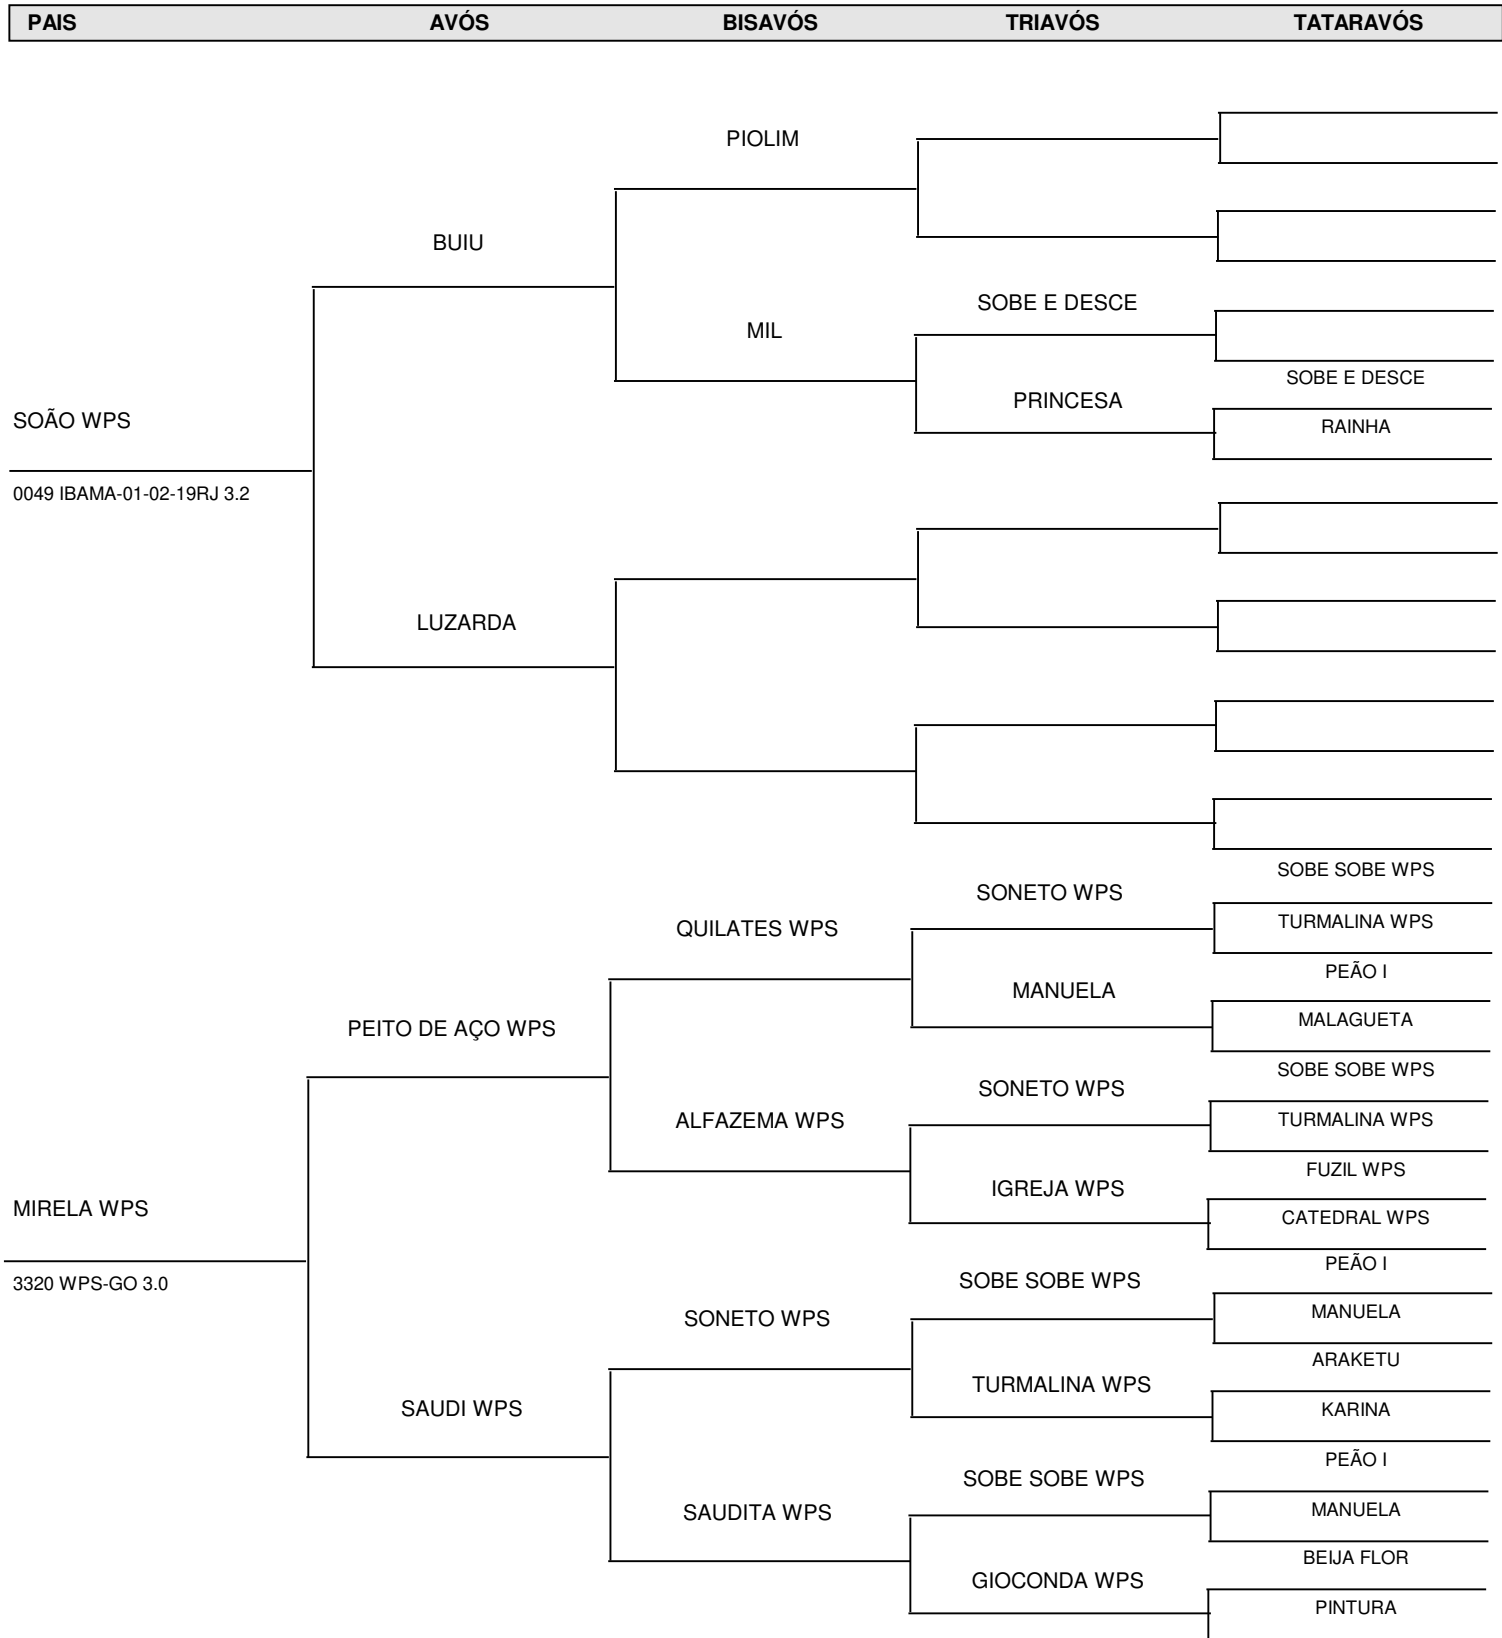 PAIS AVÓS BISAVÓS TRIAVÓS TATARAVÓS
PIOLIM
BUIU
SOBE E DESCE
MIL
SOBE E DESCE
PRINCESA
SOÃO WPS
RAINHA
0049 IBAMA-01-02-19RJ 3.2
LUZARDA
SOBE SOBE WPS
SONETO WPS
TURMALINA WPS
QUILATES WPS
PEÃO I
MANUELA
MALAGUETA
PEITO DE AÇO WPS
SOBE SOBE WPS
SONETO WPS
TURMALINA WPS
ALFAZEMA WPS
FUZIL WPS
IGREJA WPS
MIRELA WPS
CATEDRAL WPS
PEÃO I
3320 WPS-GO 3.0
SOBE SOBE WPS
MANUELA
SONETO WPS
ARAKETU
TURMALINA WPS
SAUDI WPS
KARINA
PEÃO I
SOBE SOBE WPS
MANUELA
SAUDITA WPS
BEIJA FLOR
GIOCONDA WPS
PINTURA